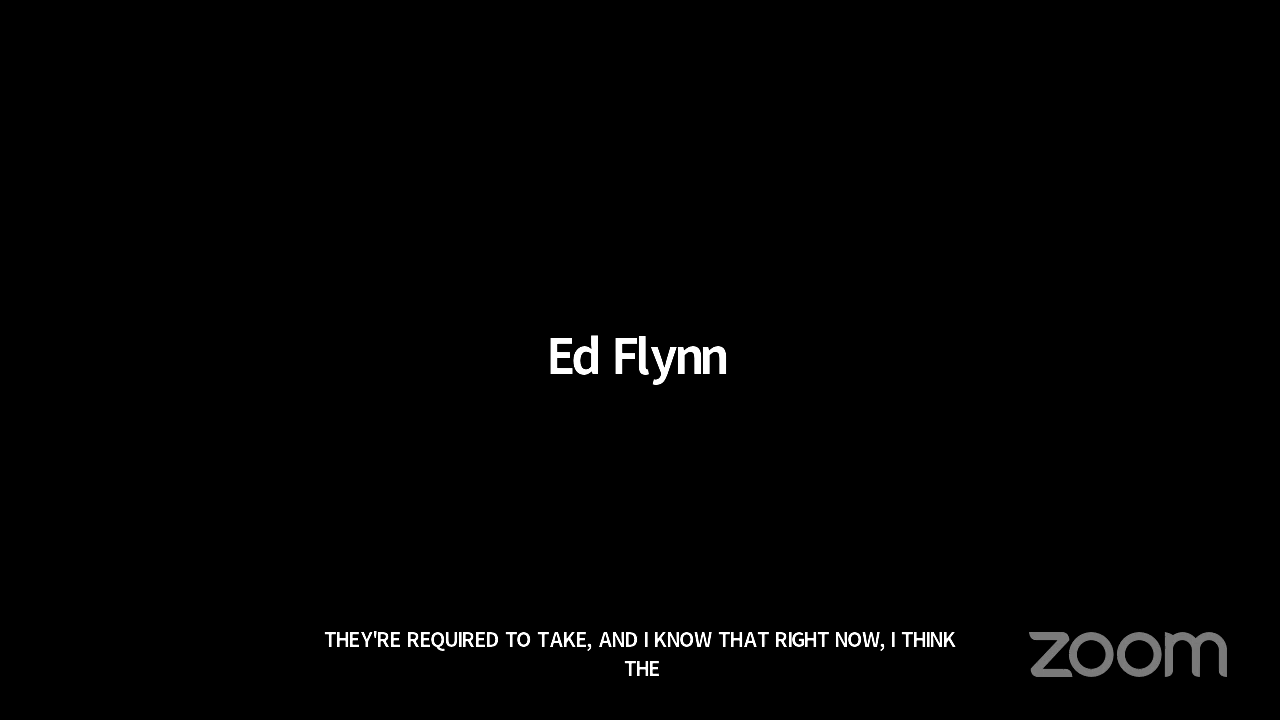 Ed Flynn
THEY'RE REQUIRED TO TAKE, AND I KNOW THAT RIGHT NOW, I THINK
THE
zoom